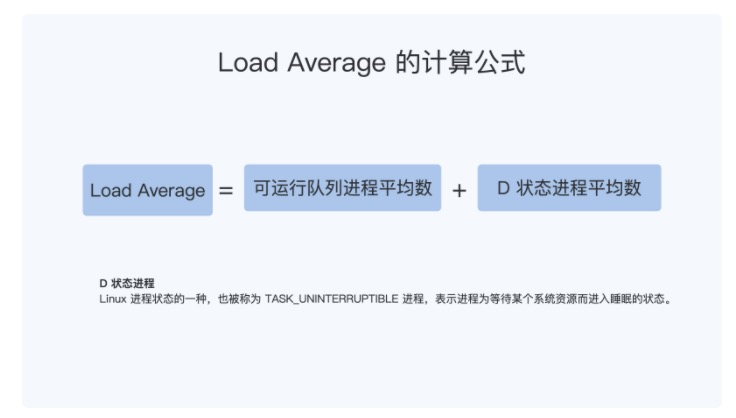 Load Average 的计算公式
Load Average = 可运行队列进程平均数 + D 状态进程平均数
D 状态进程
Linux 进程状态的一种，也被称为 TASK_UNINTERRUPTIBLE 进程，表示进程为等待某个系统资源而进入睡眠的状态。